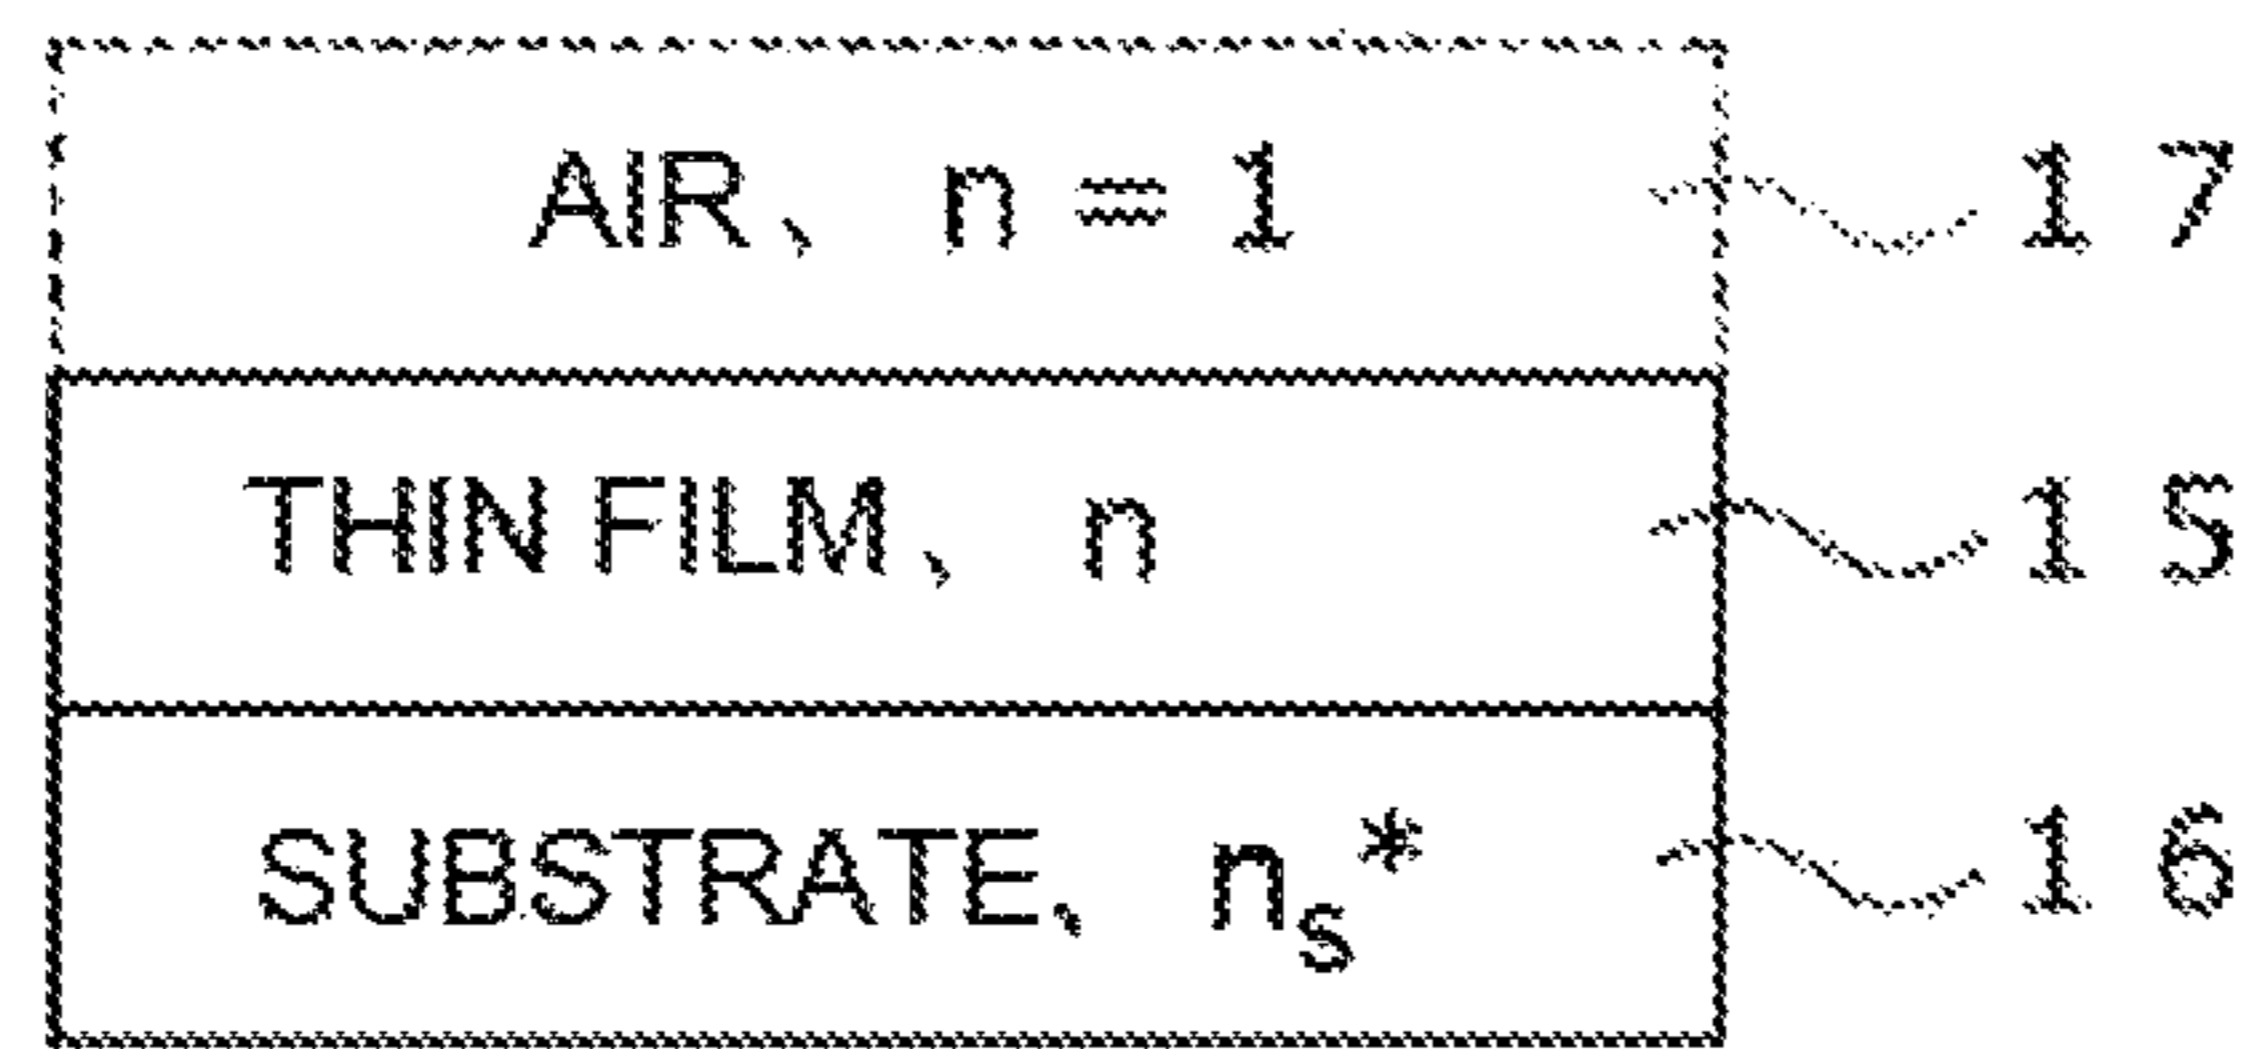 AIR、 n = 1 17
THIN FILM、 n 15
SUBSTRATE、 nₛ* 16